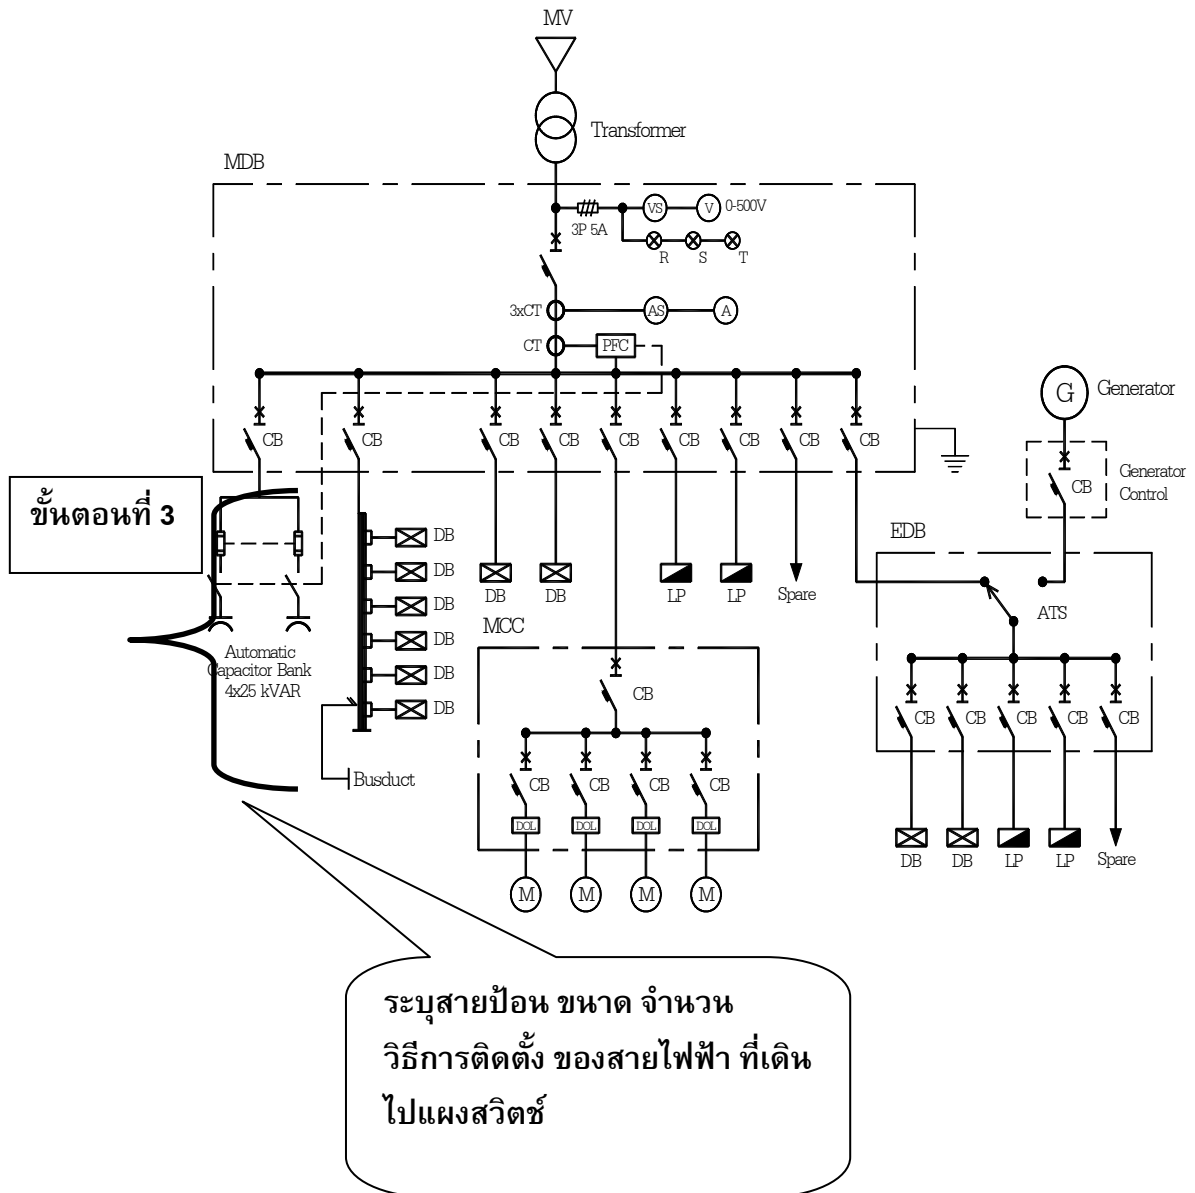 MV
Transformer
MDB
VS V 0-500V
3P 5A
R S T
3xCT AS A
CT PFC
G Generator
CB CB CB CB CB CB CB CB CB
CB Generator
Control
ขั้นตอนที่ 3
EDB
DB
DB
DB
DB
DB
DB
DB DB LP LP Spare
ATS
MCC
Automatic
Capacitor Bank
4x25 kVAR
CB
CB CB CB CB CB
Busduct
CB CB CB CB
DOL DOL DOL DOL
M M M M
DB DB LP LP Spare
ระบุสายป้อน ขนาด จำนวน
วิธีการติดตั้ง ของสายไฟฟ้า ที่เดิน
ไปแผงสวิตช์